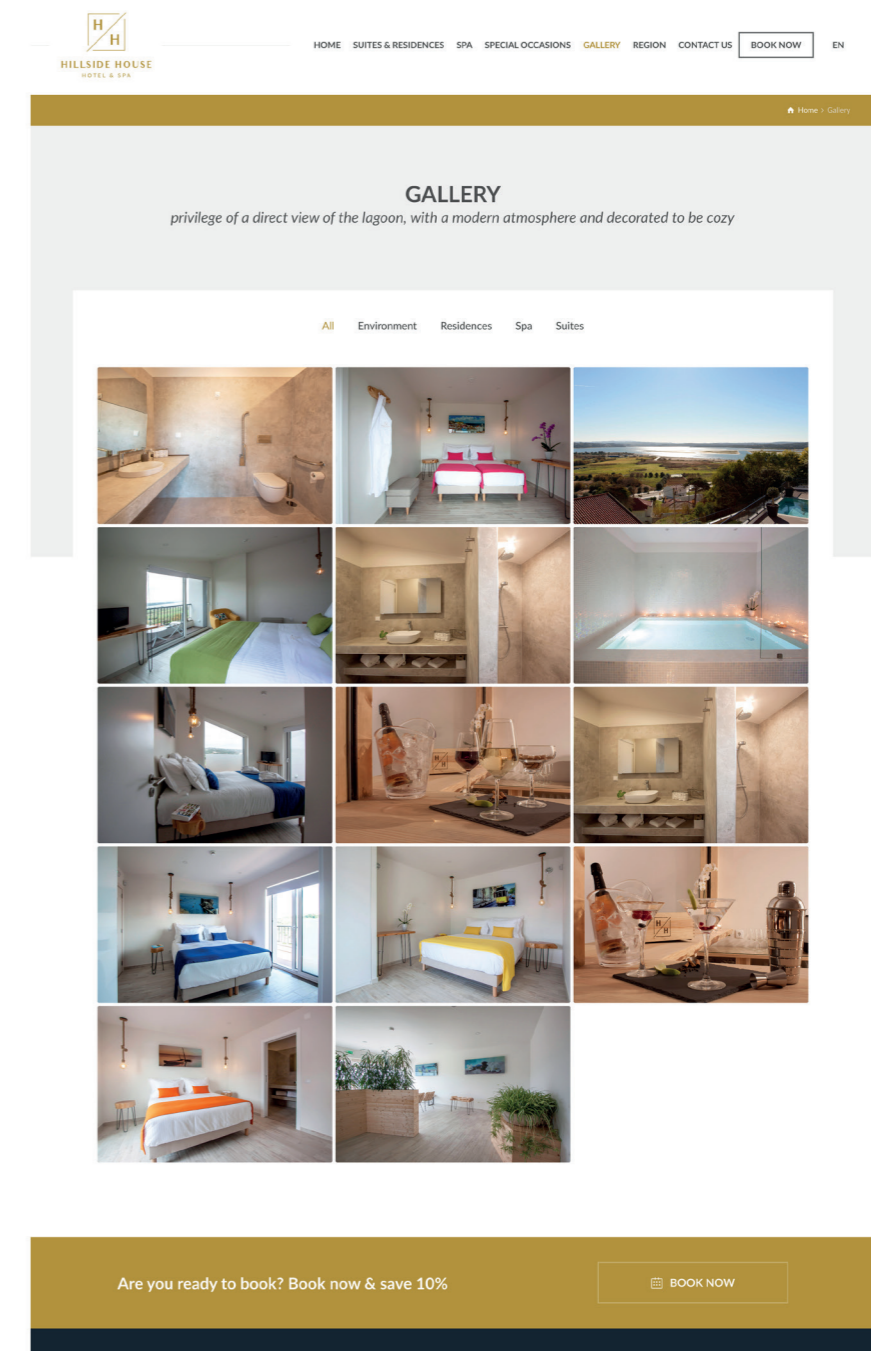 H
H
HILLSIDE HOUSE
HOTEL & SPA
HOME SUITES & RESIDENCES SPA SPECIAL OCCASIONS GALLERY REGION CONTACT US BOOK NOW EN
Home > Gallery
GALLERY
privilege of a direct view of the lagoon, with a modern atmosphere and decorated to be cozy
All Environment Residences Spa Suites
H
H
H
H
Are you ready to book? Book now & save 10%
BOOK NOW